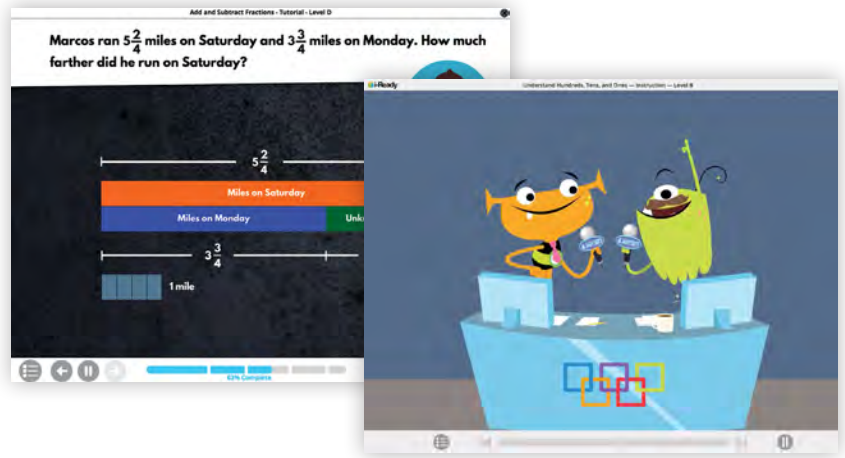 Add and Subtract Fractions - Tutorial - Level D
Marcos ran 5 2/4 miles on Saturday and 3 3/4 miles on Monday. How much
farther did he run on Saturday?
5 2/4
Miles on Saturday
Miles on Monday
3 3/4
1 mile
62% Complete
i-Ready
Understand Hundreds, Tens, and Ones — Instruction — Level B